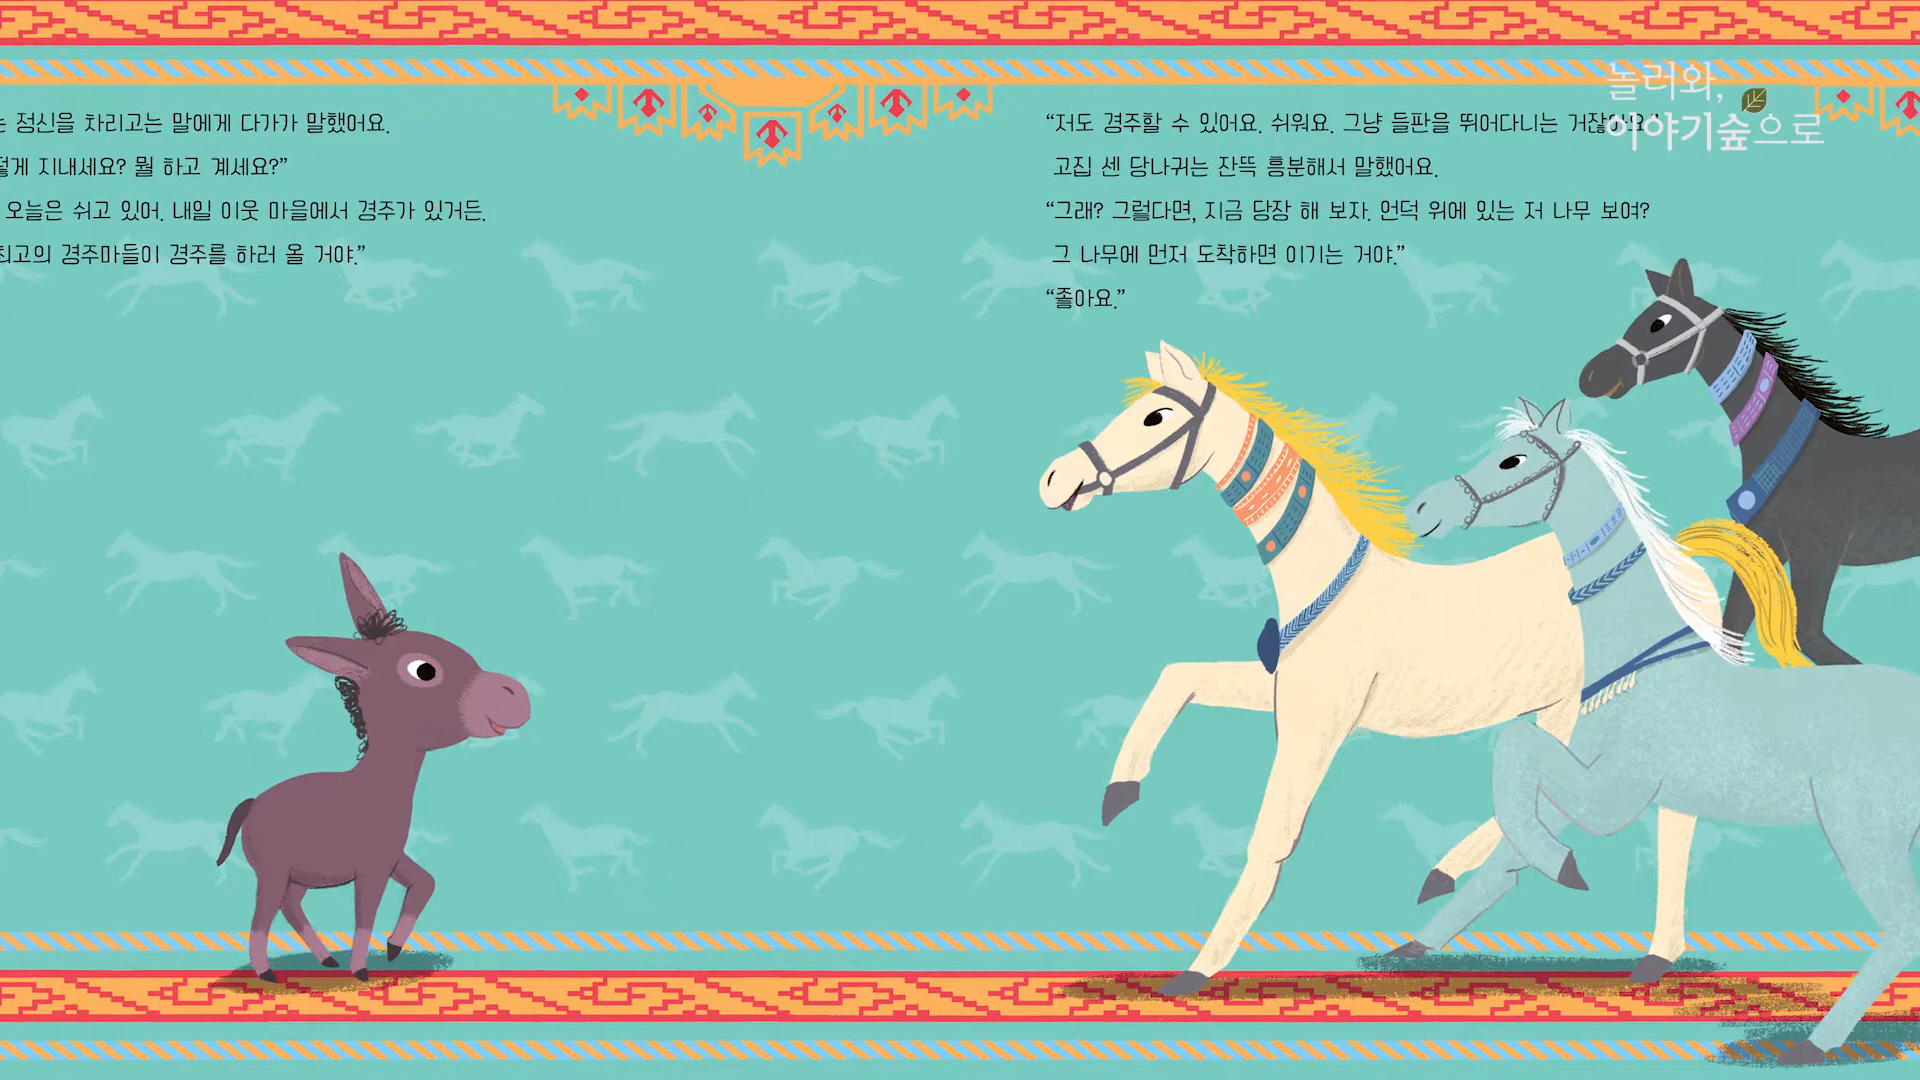 는 정신을 차리고는 말에게 다가가 말했어요.
떻게 지내세요? 뭘 하고 계세요?”
오늘은 쉬고 있어. 내일 이웃 마을에서 경주가 있거든.
최고의 경주마들이 경주를 하러 올 거야.”
“저도 경주할 수 있어요. 쉬워요. 그냥 들판을 뛰어다니는 거잖아요.”
고집 센 당나귀는 잔뜩 흥분해서 말했어요.
“그래? 그렇다면, 지금 당장 해 보자. 언덕 위에 있는 저 나무 보여?
그 나무에 먼저 도착하면 이기는 거야.”
“좋아요.”
놀러와,
이야기숲으로